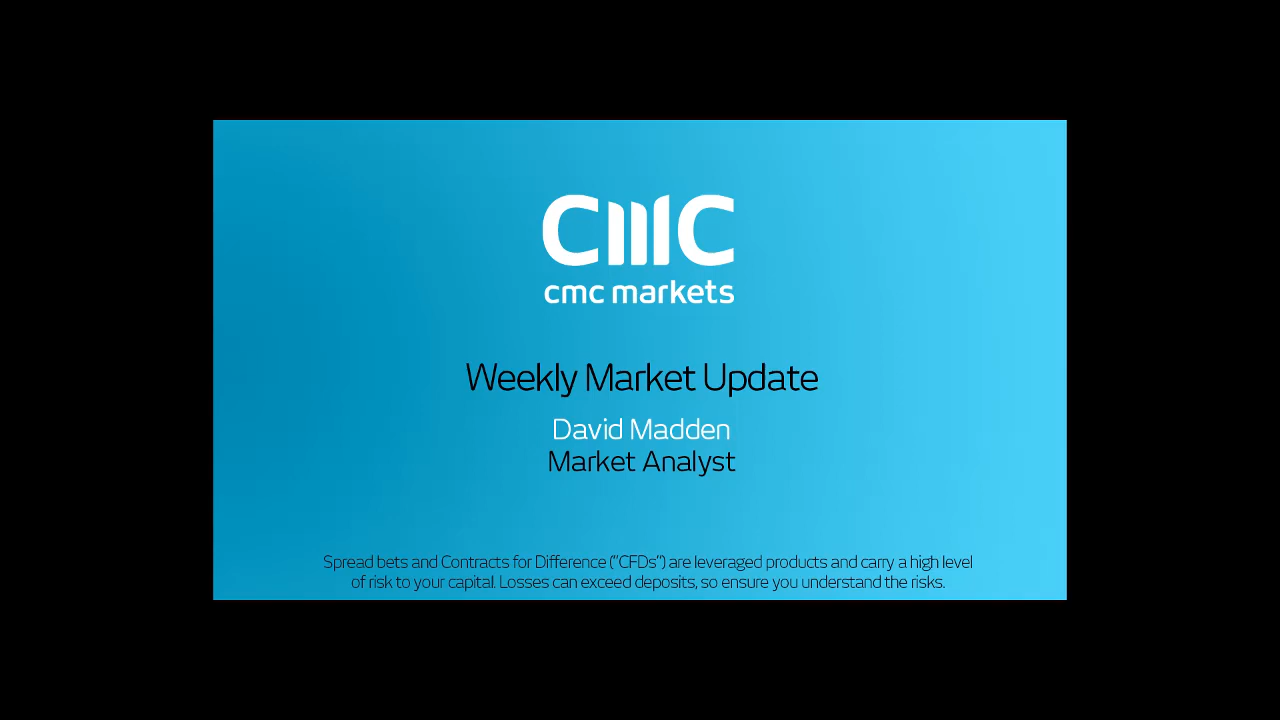 CMC
cmc markets
Weekly Market Update
David Madden
Market Analyst
Spread bets and Contracts for Difference ("CFDs") are leveraged products and carry a high level
of risk to your capital. Losses can exceed deposits, so ensure you understand the risks.